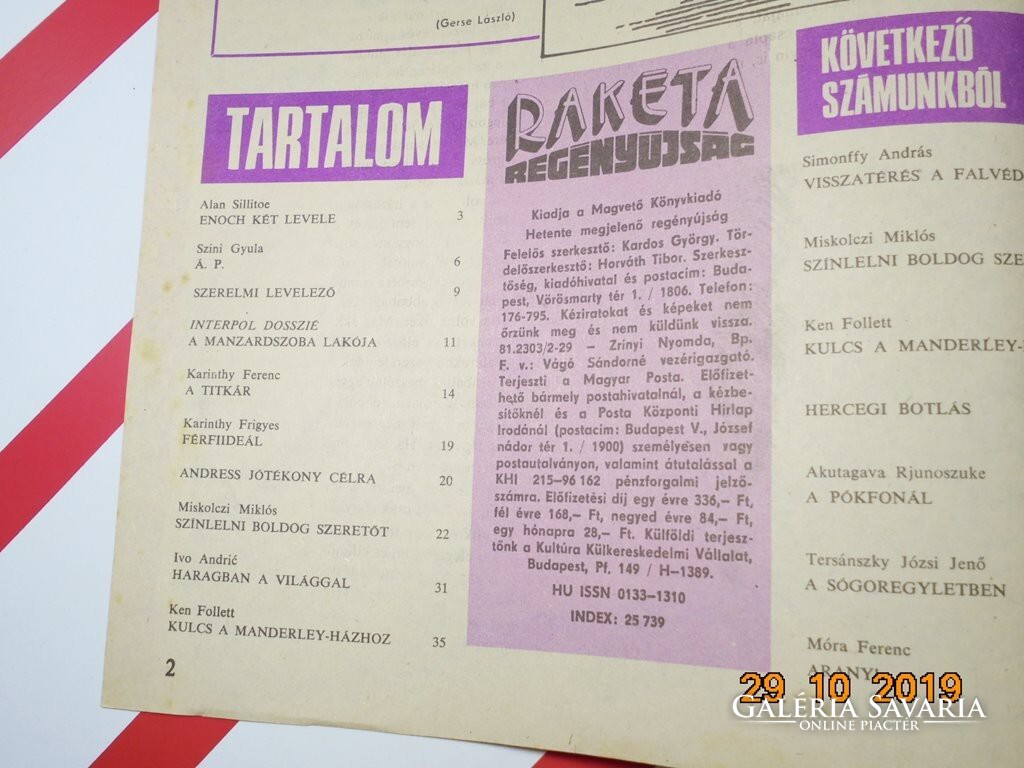 (Gerse László)
TARTALOM
Alan Sillitoe
ENOCH KÉT LEVELE 3
Szini Gyula
Á. P. 6
SZERELMI LEVELEZŐ 9
INTERPOL DOSSZIÉ
A MANZARDSZOBA LAKÓJA 11
Karinthy Ferenc
A TITKÁR 14
Karinthy Frigyes
FÉRFIIDEÁL 19
ANDRESS JÓTÉKONY CÉLRA 20
Miskolczi Miklós
SZÍNLELNI BOLDOG SZERETŐT 22
Ivo Andrić
HARAGBAN A VILÁGGAL 31
Ken Follett
KULCS A MANDERLEY-HÁZHOZ 35
2
RAKÉTA
REGÉNYÚJSÁG
Kiadja a Magvető Könyvkiadó
Hetente megjelenő regényújság
Felelős szerkesztő: Kardos György. Tör-
delőszerkesztő: Horváth Tibor. Szerkesz-
tőség, kiadóhivatal és postacím: Buda-
pest, Vörösmarty tér 1. / 1806. Telefon:
176-795. Kéziratokat és képeket nem
őrzünk meg és nem küldünk vissza.
81.2303/2-29 – Zrínyi Nyomda, Bp.
F. v.: Vágó Sándorné vezérigazgató.
Terjeszti a Magyar Posta. Előfizet-
hető bármely postahivatalnál, a kézbe-
sítőknél és a Posta Központi Hírlap
Irodánál (postacím: Budapest V., József
nádor tér 1. / 1900) személyesen vagy
postautalványon, valamint átutalással a
KHI 215–96 162 pénzforgalmi jelző-
számra. Előfizetési díj egy évre 336,– Ft,
fél évre 168,– Ft, negyed évre 84,– Ft,
egy hónapra 28,– Ft. Külföldi terjesz-
tőnk a Kultúra Külkereskedelmi Vállalat,
Budapest, Pf. 149 / H–1389.
HU ISSN 0133–1310
INDEX: 25 739
KÖVETKEZŐ
SZÁMUNKBÓL
Simonffy András
VISSZATÉRÉS A FALVÉD
Miskolczi Miklós
SZÍNLELNI BOLDOG SZE
Ken Follett
KULCS A MANDERLEY-
HERCEGI BOTLÁS
Akutagava Rjunoszuke
A PÓKFONÁL
Tersánszky Józsi Jenő
A SÓGOREGYLETBEN
Móra Ferenc
29 10 2019
GALÉRIA SAVARIA
ONLINE PIACTÉR